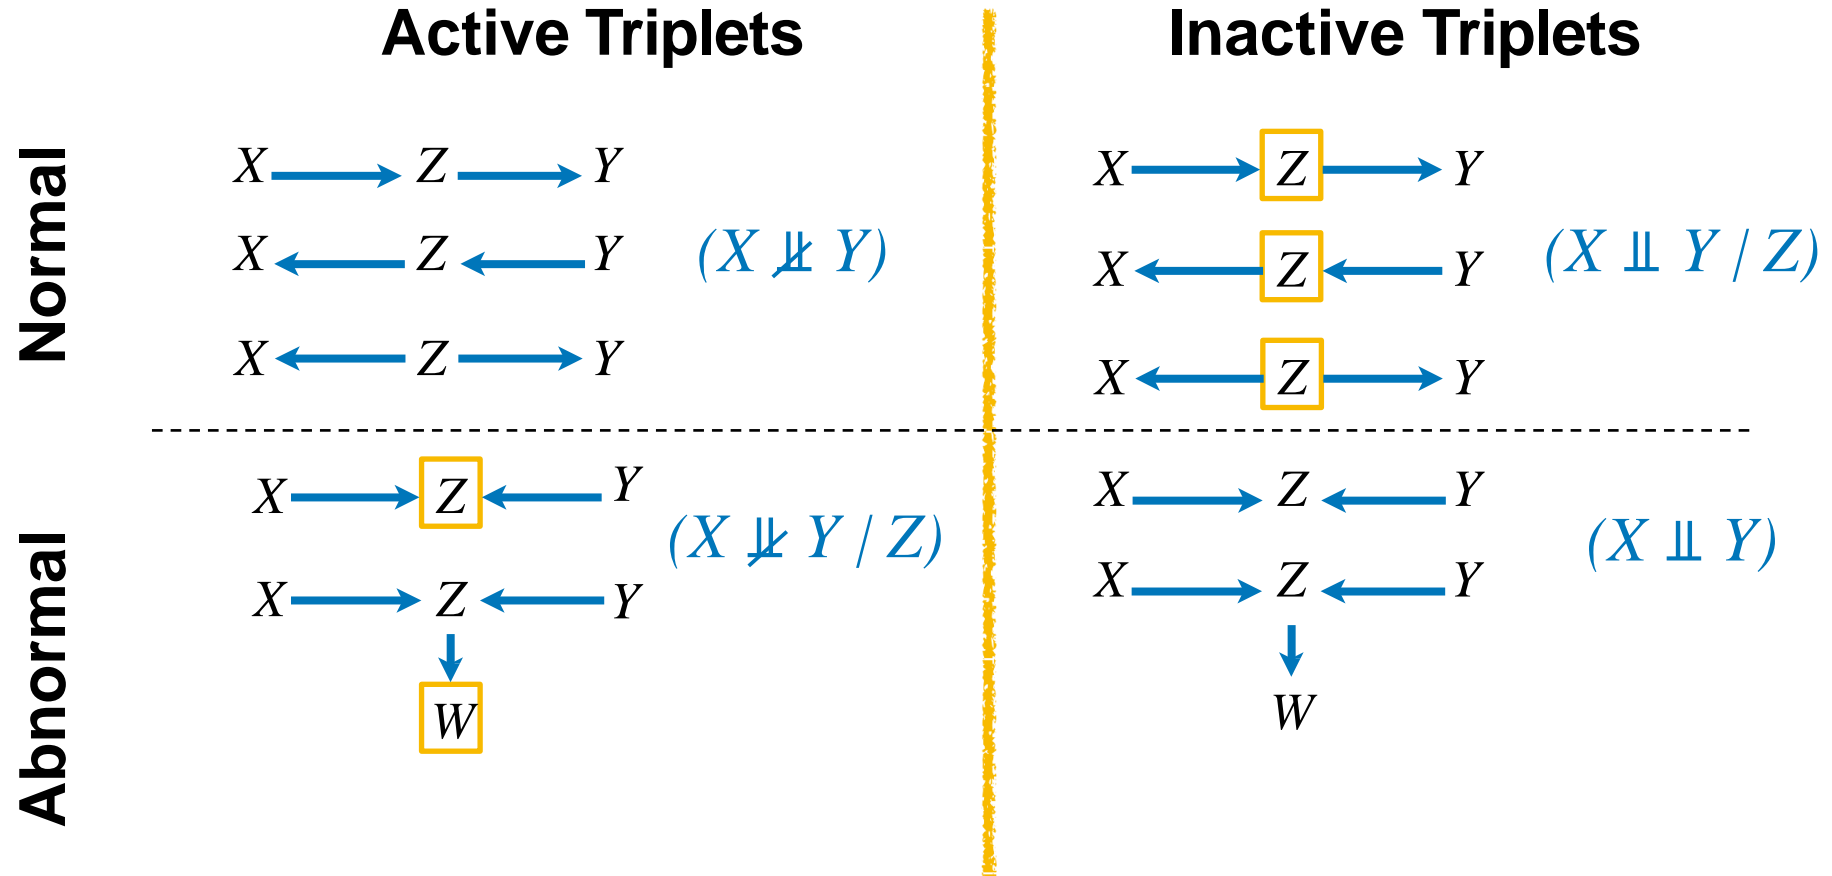 Active Triplets
Inactive Triplets
Normal
X Z Y
X Z Y
X Z Y
(X ⫫̸ Y)
X Z Y
X Z Y
X Z Y
(X ⫫ Y / Z)
Abnormal
X Z Y
X Z Y
W
(X ⫫̸ Y / Z)
X Z Y
X Z Y
W
(X ⫫ Y)